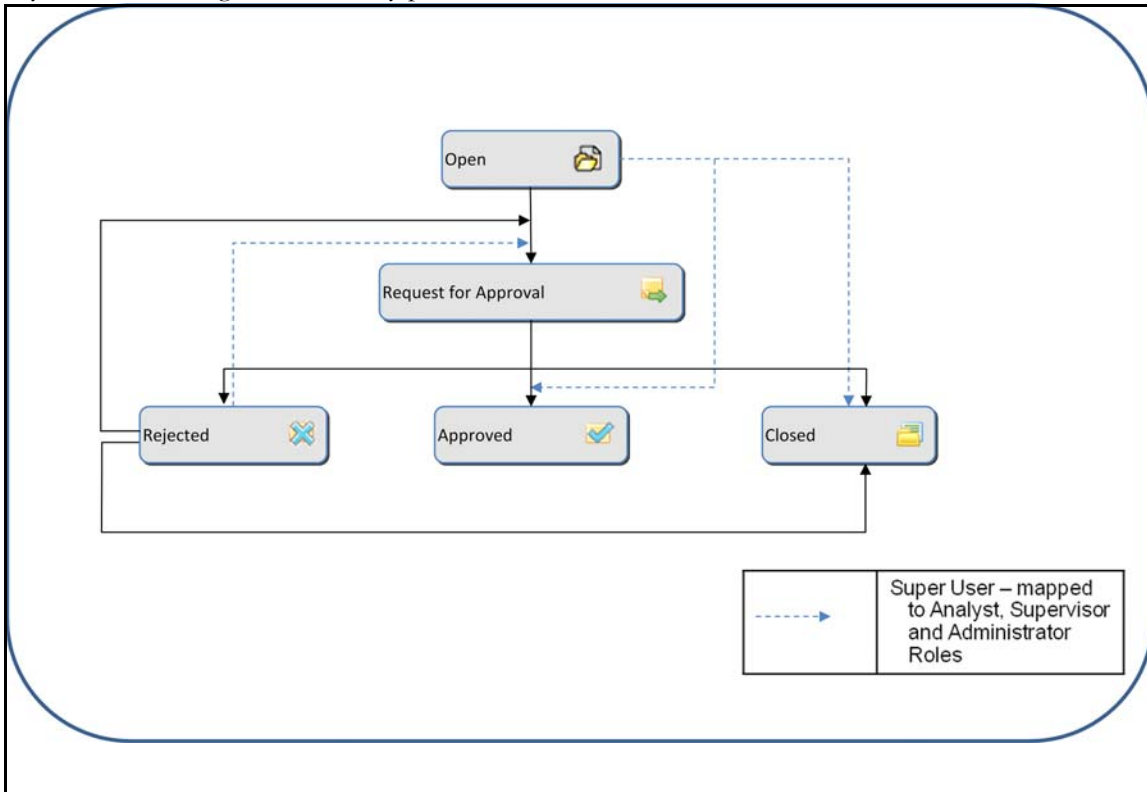 Open
Request for Approval
Rejected
Approved
Closed
Super User – mapped
to Analyst, Supervisor
and Administrator
Roles